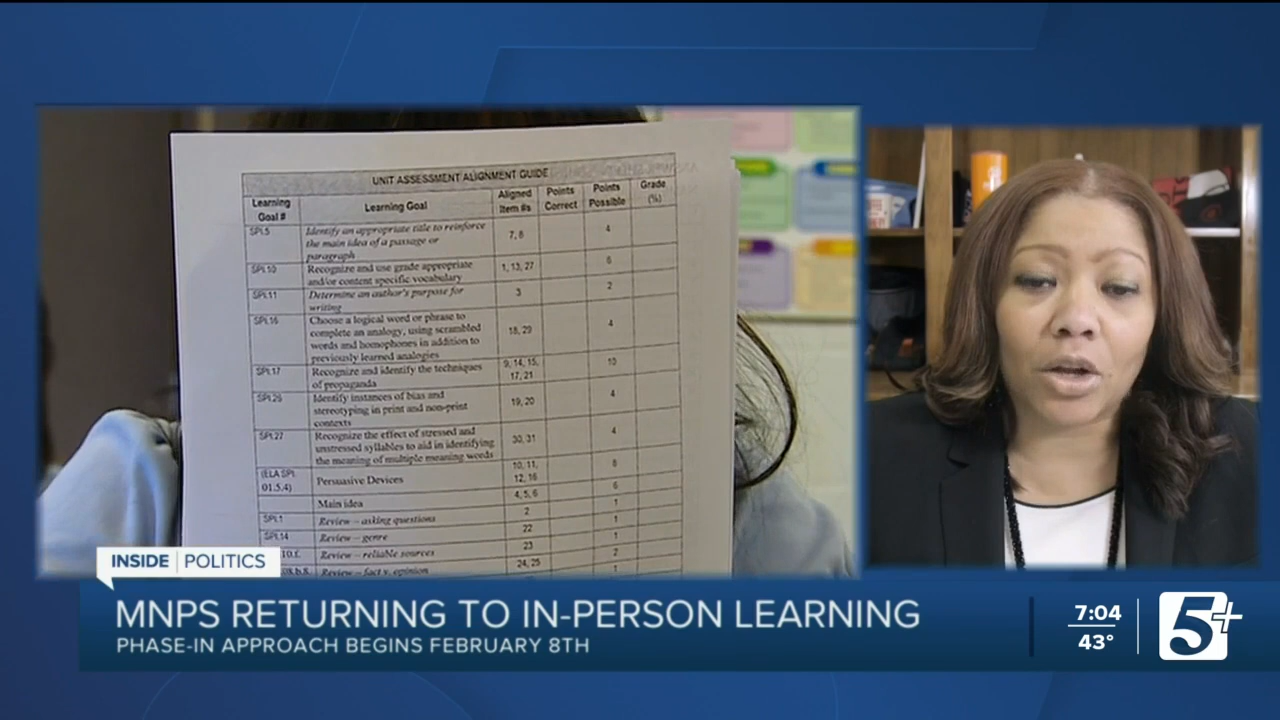 UNIT ASSESSMENT ALIGNMENT GUIDE
Learning Goal # Learning Goal Aligned Item #s Points Correct Points Possible Grade (%)
SPI.5 Identify an appropriate title to reinforce the main idea of a passage or paragraph 7, 8 4
SPI.10 Recognize and use grade appropriate and/or content specific vocabulary 1, 13, 27 6
SPI.11 Determine an author's purpose for writing 3 2
SPI.16 Choose a logical word or phrase to complete an analogy, using scrambled words and homophones in addition to previously learned analogies 18, 29 4
SPI.17 Recognize and identify the techniques of propaganda 9, 14, 15, 17, 21 15
SPI.26 Identify instances of bias and stereotyping in print and non-print contexts 19, 20 4
SPI.27 Recognize the effect of stressed and unstressed syllables to aid in identifying the meaning of multiple meaning words 30, 31 4
(ELA SPI 01.5.4) Persuasive Devices 10, 11, 12, 16 8
Main idea 4, 5, 6 6
SPI.1 Review – asking questions 2 1
SPI.14 Review – genre 22 1
10.f. Review – reliable sources 23 1
Review – fact v. opinion 24, 25 2
1
INSIDE POLITICS
MNPS RETURNING TO IN-PERSON LEARNING
PHASE-IN APPROACH BEGINS FEBRUARY 8TH
7:04
43°
5+